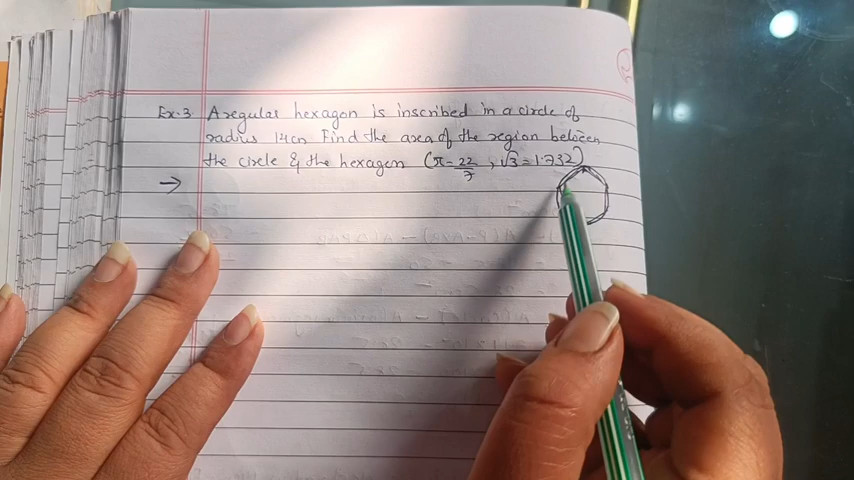 Ex.3 A regular hexagon is inscribed in a circle of
radius 14cm Find the area of the region between
the circle & the hexagon (π = 22/7, √3 = 1.732)
→